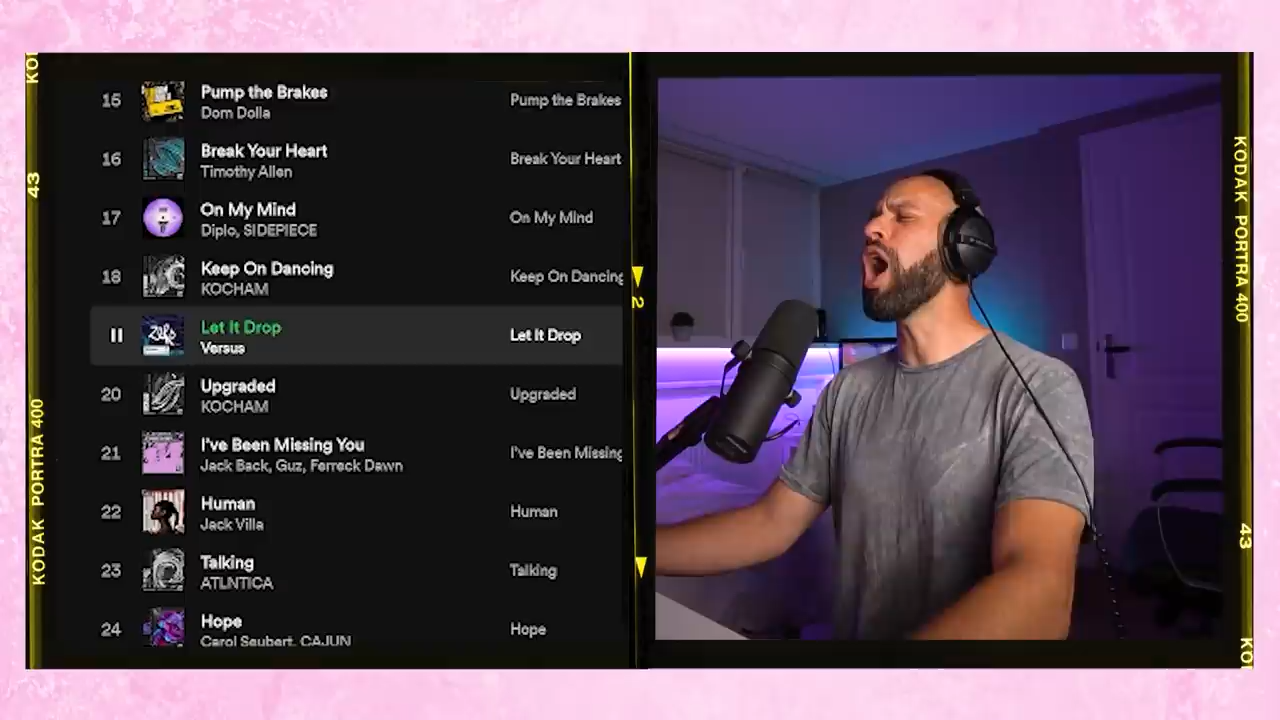 15
Pump the Brakes
Dom Dolla
Pump the Brakes
16
Break Your Heart
Timothy Allen
Break Your Heart
17
On My Mind
Diplo, SIDEPIECE
On My Mind
18
Keep On Dancing
KOCHAM
Keep On Dancing
Let It Drop
Versus
Let It Drop
20
Upgraded
KOCHAM
Upgraded
21
I've Been Missing You
Jack Back, Guz, Ferreck Dawn
I've Been Missing
22
Human
Jack Villa
Human
23
Talking
ATLNTICA
Talking
24
Hope
Carol Seubert, CAJUN
Hope
KO
43
KODAK PORTRA 400
2
KODAK PORTRA 400
43
KO